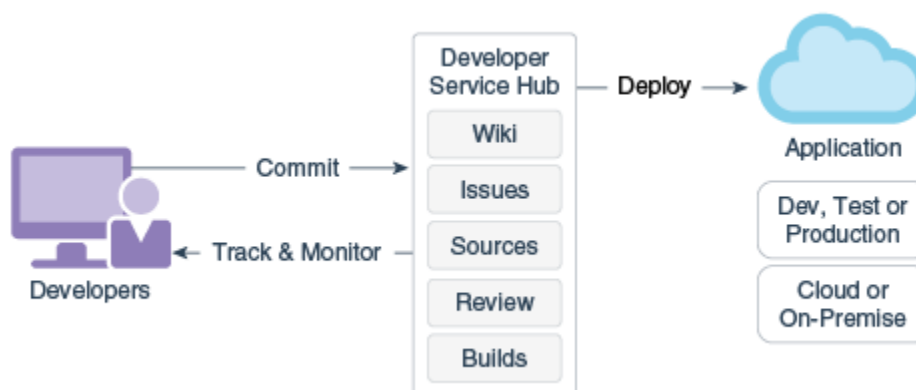 Developers
Commit
Track & Monitor
Developer
Service Hub
Wiki
Issues
Sources
Review
Builds
Deploy
Application
Dev, Test or
Production
Cloud or
On-Premise